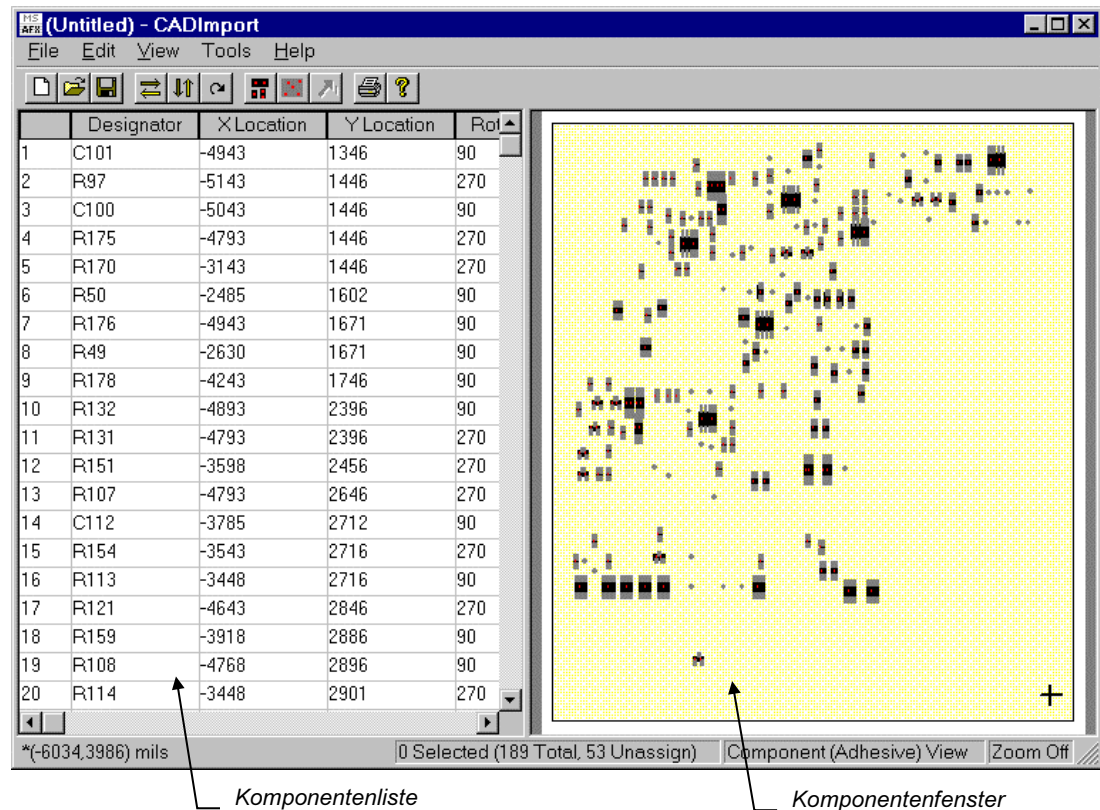 MS AFX (Untitled) - CADImport
File Edit View Tools Help
Designator X Location Y Location Rot
1 C101 -4943 1346 90
2 R97 -5143 1446 270
3 C100 -5043 1446 90
4 R175 -4793 1446 270
5 R170 -3143 1446 270
6 R50 -2485 1602 90
7 R176 -4943 1671 90
8 R49 -2630 1671 90
9 R178 -4243 1746 90
10 R132 -4893 2396 90
11 R131 -4793 2396 270
12 R151 -3598 2456 270
13 R107 -4793 2646 270
14 C112 -3785 2712 90
15 R154 -3543 2716 270
16 R113 -3448 2716 90
17 R121 -4643 2846 270
18 R159 -3918 2886 90
19 R108 -4768 2896 90
20 R114 -3448 2901 270
*(-6034,3986) mils 0 Selected (189 Total, 53 Unassign) Component (Adhesive) View Zoom Off
Komponentenliste Komponentenfenster